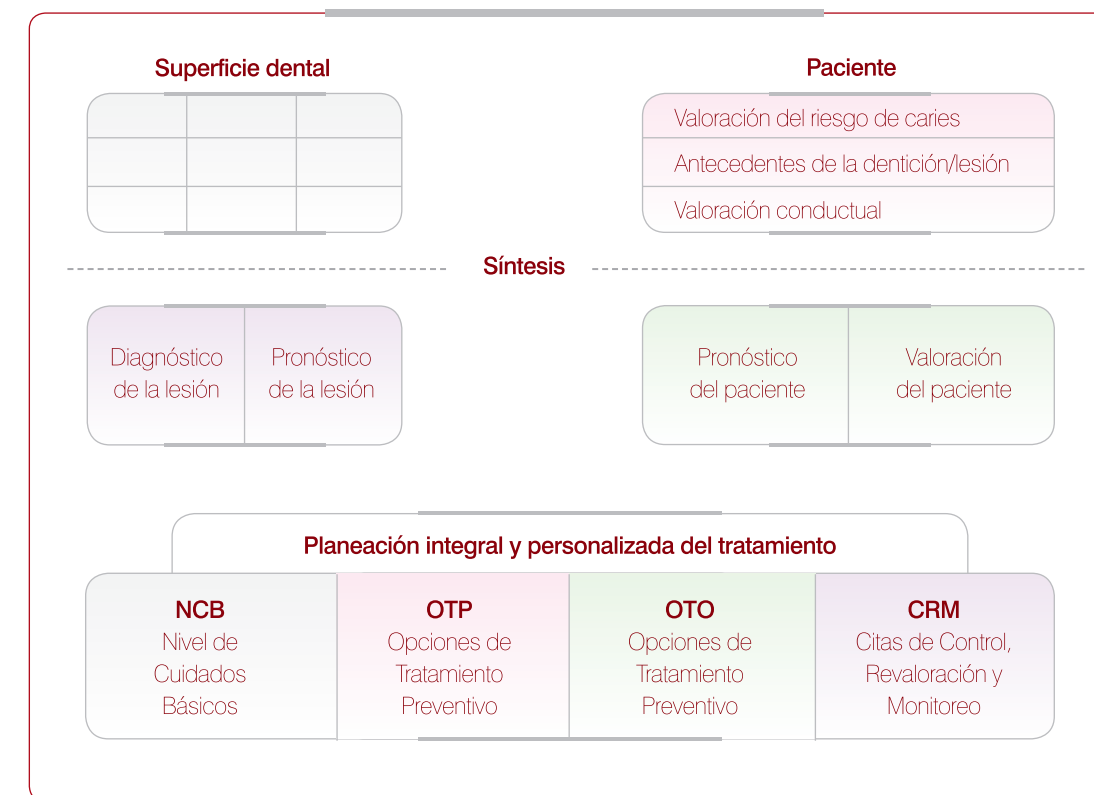 Superficie dental
Paciente
Valoración del riesgo de caries
Antecedentes de la dentición/lesión
Valoración conductual
Síntesis
Diagnóstico
de la lesión
Pronóstico
de la lesión
Pronóstico
del paciente
Valoración
del paciente
Planeación integral y personalizada del tratamiento
NCB
Nivel de
Cuidados
Básicos
OTP
Opciones de
Tratamiento
Preventivo
OTO
Opciones de
Tratamiento
Preventivo
CRM
Citas de Control,
Revaloración y
Monitoreo